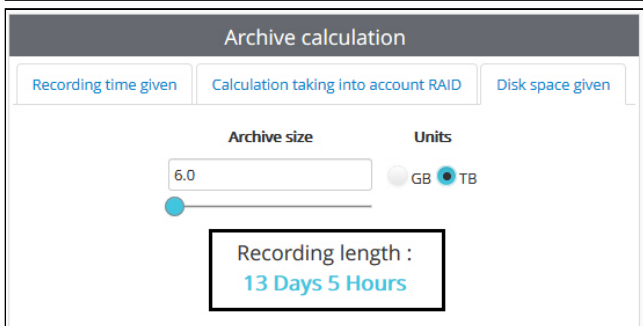 Archive calculation
Recording time given
Calculation taking into account RAID
Disk space given
Archive size
Units
6.0
GB
TB
Recording length :
13 Days 5 Hours